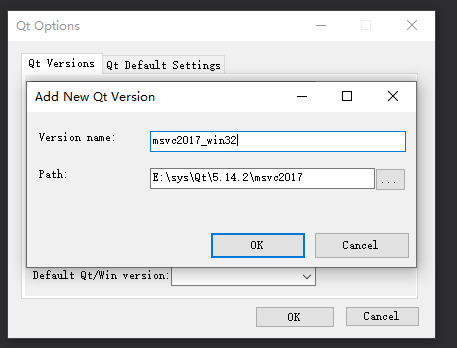 Qt Options
Qt Versions Qt Default Settings
Add New Qt Version
Version name: msvc2017_win32
Path: E:\sys\Qt\5.14.2\msvc2017 ...
OK Cancel
Default Qt/Win version:
OK Cancel